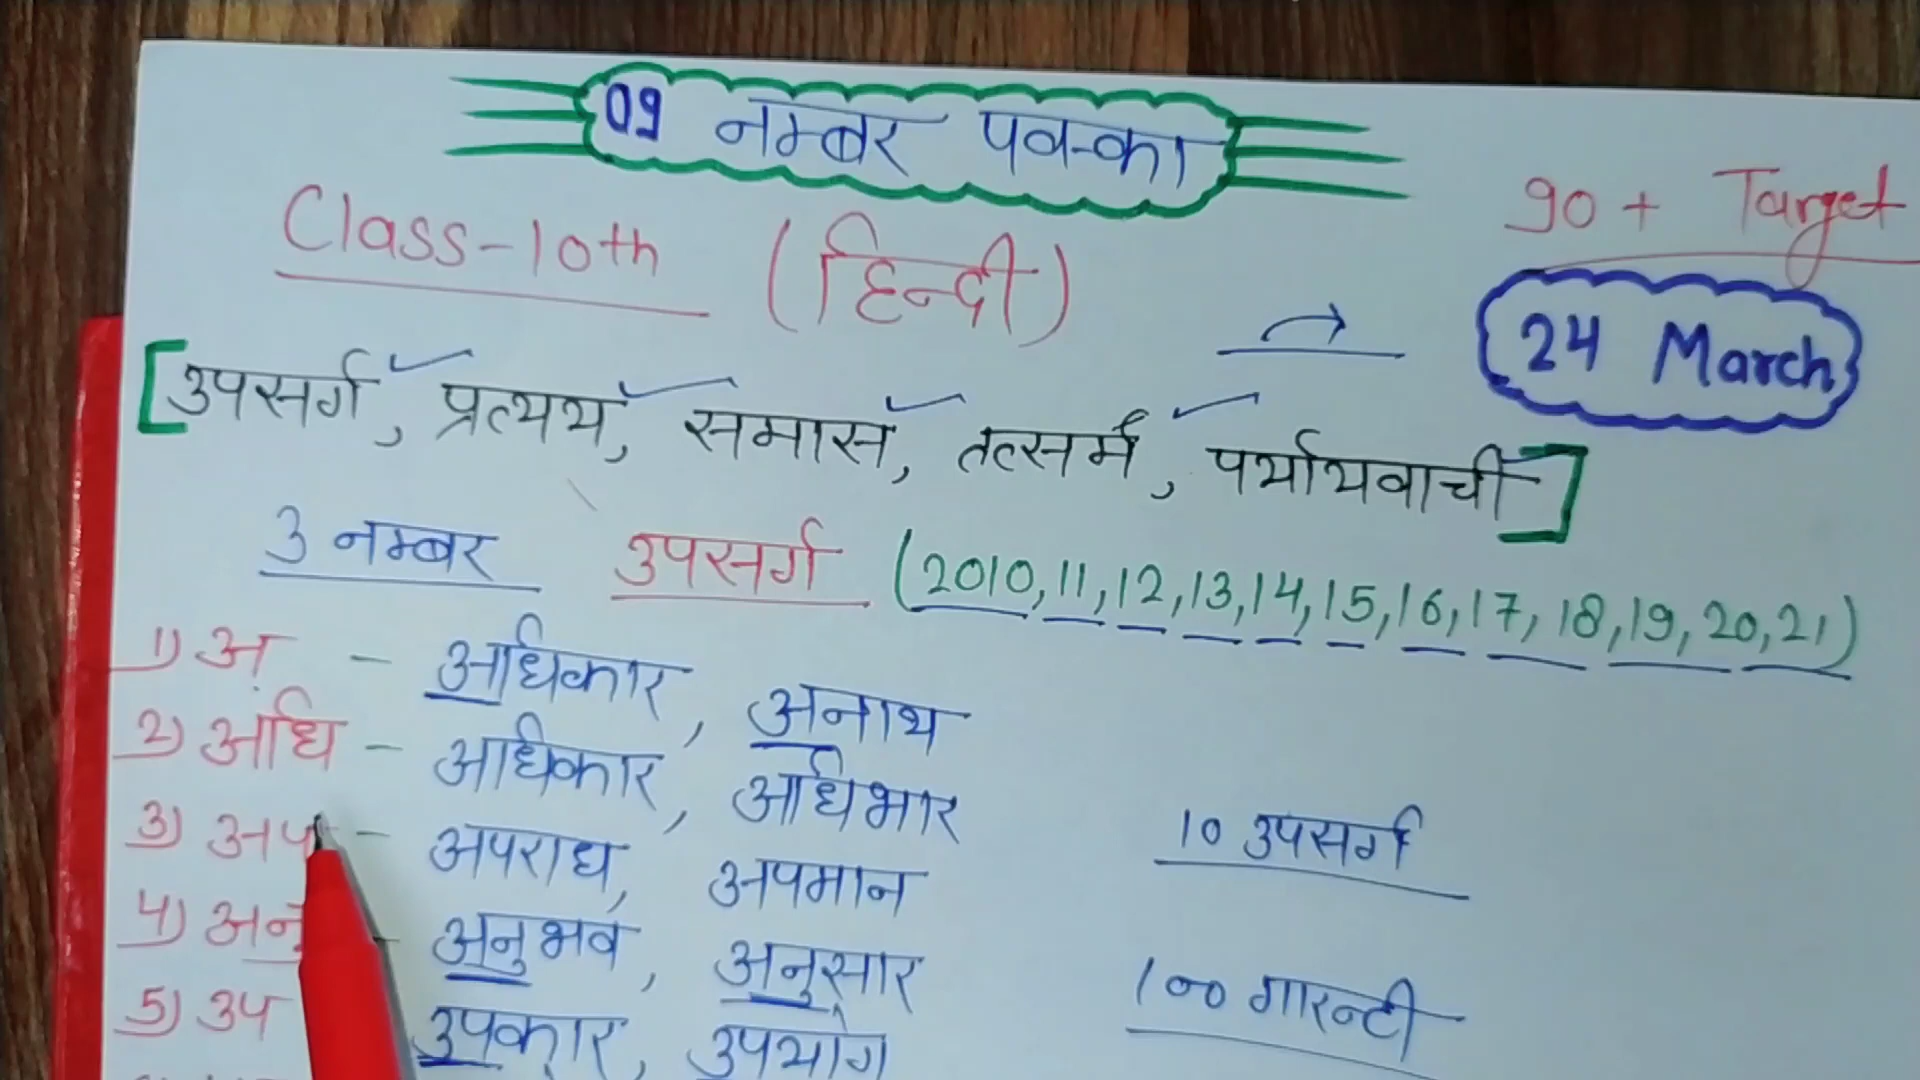 09 नम्बर पक्का
90 + Target
Class-10th (हिन्दी)
24 March
[उपसर्ग, प्रत्यय, समास, तत्सम, पर्यायवाची]
3 नम्बर उपसर्ग (2010, 11, 12, 13, 14, 15, 16, 17, 18, 19, 20, 21)
1) अ - अधिकार, अनाथ
2) अधि - अधिकार, अधिभार
3) अप - अपराध, अपमान
10 उपसर्ग
4) अनु - अनुभव, अनुसार
5) उप उपकार, उपयोग
100 गारन्टी